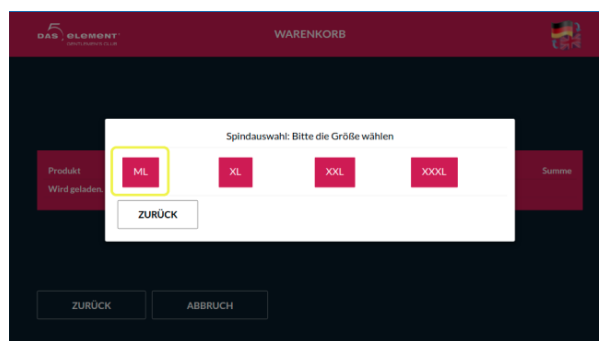 DAS 5 ELEMENT
WARENKORB
Spindauswahl: Bitte die Größe wählen
Produkt
ML
XL
XXL
XXXL
Summe
Wird geladen.
ZURÜCK
ZURÜCK
ABBRUCH